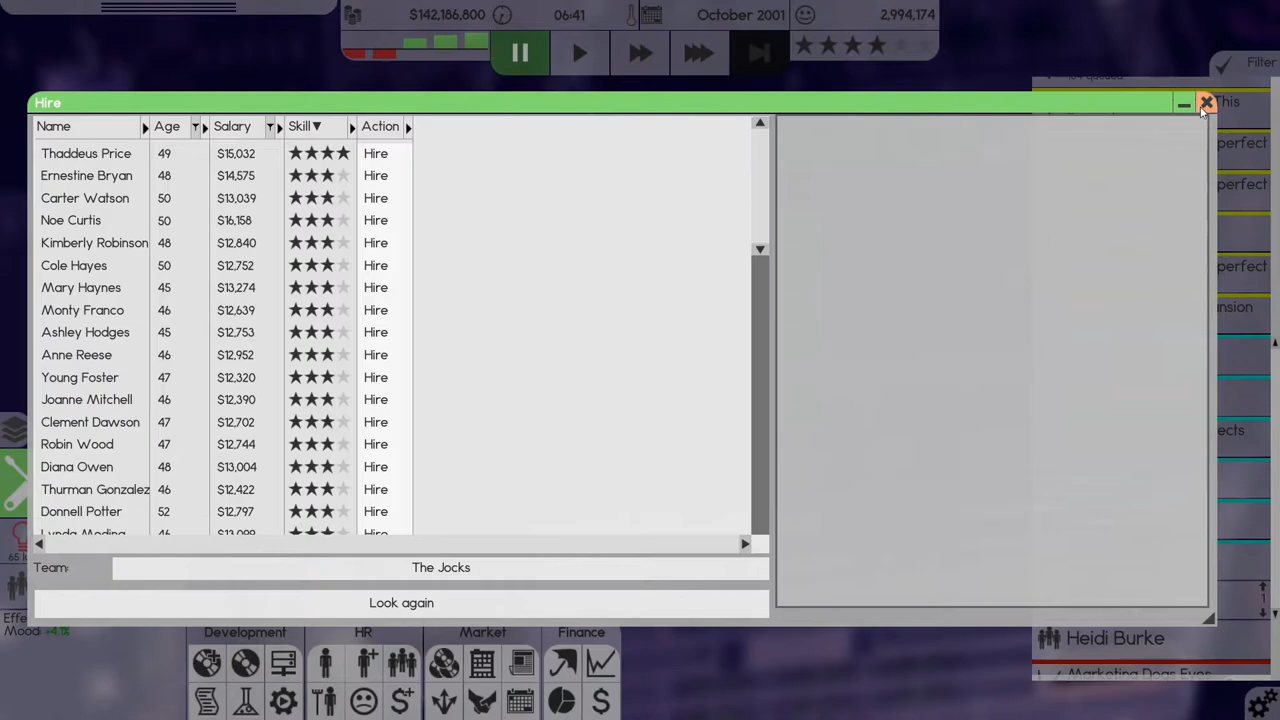 $142,186,800 06:41 October 2001 2,994,174
Filter
Hire
This
Name Age Salary Skill▼ Action
Thaddeus Price 49 $15,032 ★★★★ Hire
perfect
Ernestine Bryan 48 $14,575 ★★★ Hire
perfect
Carter Watson 50 $13,039 ★★★ Hire
Noe Curtis 50 $16,158 ★★★ Hire
Kimberly Robinson 48 $12,840 ★★★ Hire
Cole Hayes 50 $12,752 ★★★ Hire
perfect
Mary Haynes 45 $13,274 ★★★ Hire
Monty Franco 46 $12,639 ★★★ Hire
ansion
Ashley Hodges 45 $12,753 ★★★ Hire
Anne Reese 46 $12,952 ★★★ Hire
Young Foster 47 $12,320 ★★★ Hire
Joanne Mitchell 46 $12,390 ★★★ Hire
Clement Dawson 47 $12,702 ★★★ Hire
ects
Robin Wood 47 $12,744 ★★★ Hire
Diana Owen 48 $13,004 ★★★ Hire
Thurman Gonzalez 46 $12,422 ★★★ Hire
Donnell Potter 52 $12,797 ★★★ Hire
Team: The Jocks
Look again
Effe
Mood: +4.1%
Development HR Market Finance
1
Heidi Burke